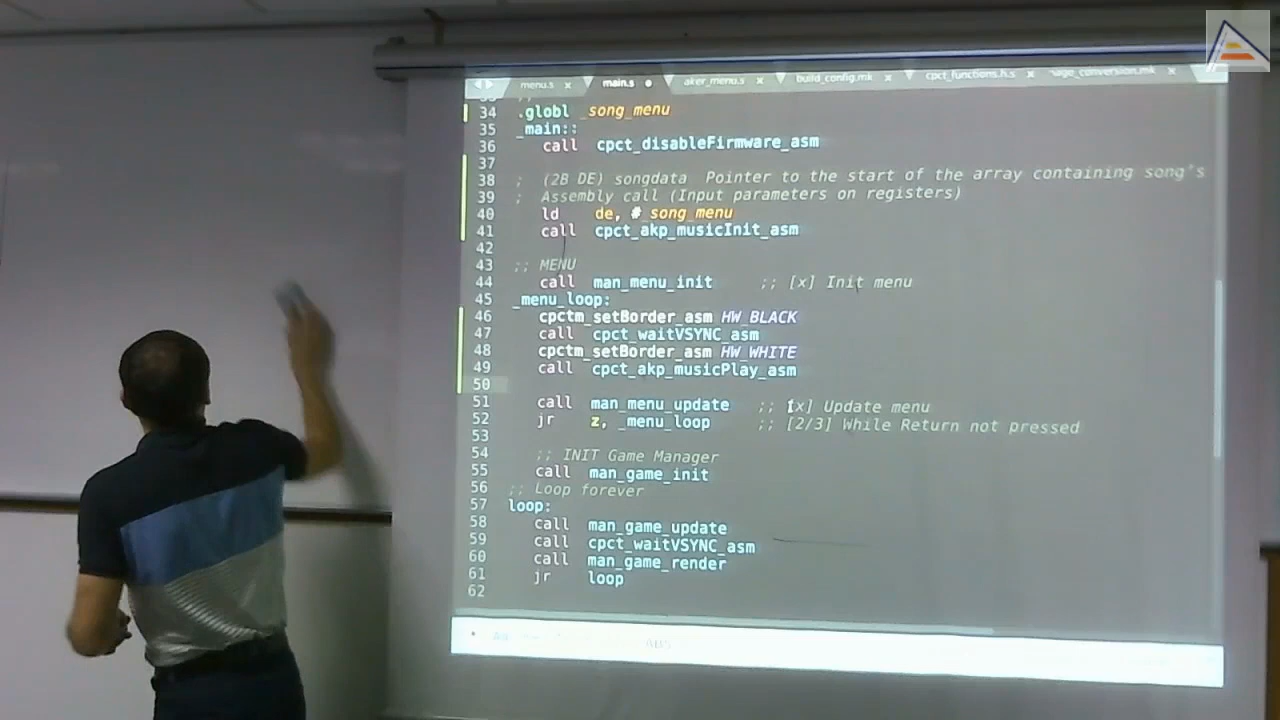 menu.s x main.s aker_menu.s x build_config.mk x cpct_functions.h.s x age_conversion.mk x
34 .globl _song_menu
35 _main::
36 call cpct_disableFirmware_asm
37
38 ; (2B DE) songdata Pointer to the start of the array containing song's
39 ; Assembly call (Input parameters on registers)
40 ld de, #_song_menu
41 call cpct_akp_musicInit_asm
42
43 ;; MENU
44 call man_menu_init ;; [x] Init menu
45 _menu_loop:
46 cpctm_setBorder_asm HW_BLACK
47 call cpct_waitVSYNC_asm
48 cpctm_setBorder_asm HW_WHITE
49 call cpct_akp_musicPlay_asm
50
51 call man_menu_update ;; [x] Update menu
52 jr z, _menu_loop ;; [2/3] While Return not pressed
53
54 ;; INIT Game Manager
55 call man_game_init
56 ;; Loop forever
57 loop:
58 call man_game_update
59 call cpct_waitVSYNC_asm
60 call man_game_render
61 jr loop
62